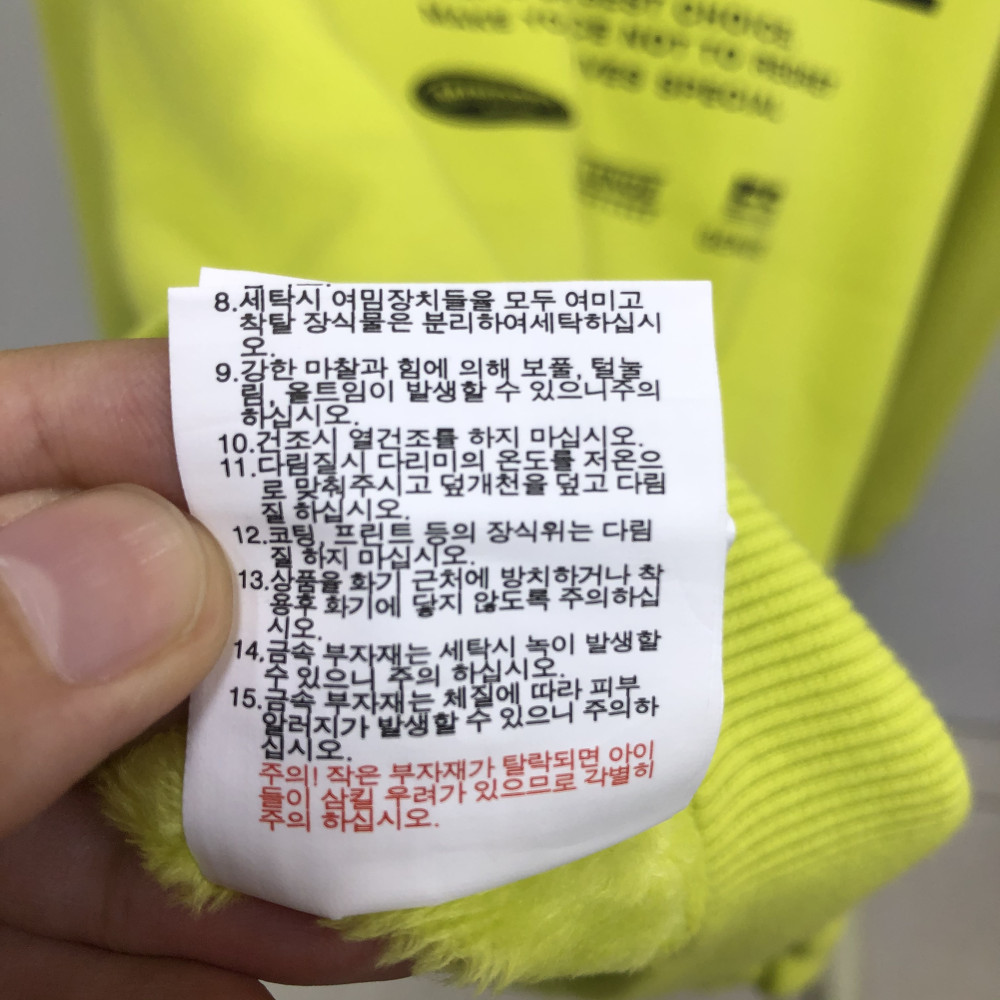 BEST CHOICE
MAKE YOUR NOT TO
SPECIAL
8.세탁시 여밈장치들을 모두 여미고
착탈 장식물은 분리하여세탁하십시
오.
9.강한 마찰과 힘에 의해 보풀, 털눌
림, 올트임이 발생할 수 있으니주의
하십시오.
10.건조시 열건조를 하지 마십시오.
11.다림질시 다리미의 온도를 저온으
로 맞춰주시고 덮개천을 덮고 다림
질 하십시오.
12.코팅, 프린트 등의 장식위는 다림
질 하지 마십시오.
13.상품을 화기 근처에 방치하거나 착
용후 화기에 닿지 않도록 주의하십
시오.
14.금속 부자재는 세탁시 녹이 발생할
수 있으니 주의 하십시오.
15.금속 부자재는 체질에 따라 피부
알러지가 발생할 수 있으니 주의하
십시오.
주의! 작은 부자재가 탈락되면 아이
들이 삼킬 우려가 있으므로 각별히
주의 하십시오.